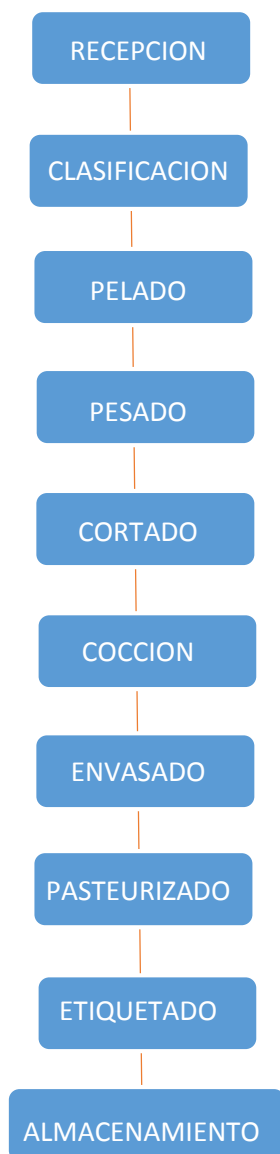 RECEPCION
CLASIFICACION
PELADO
PESADO
CORTADO
COCCION
ENVASADO
PASTEURIZADO
ETIQUETADO
ALMACENAMIENTO